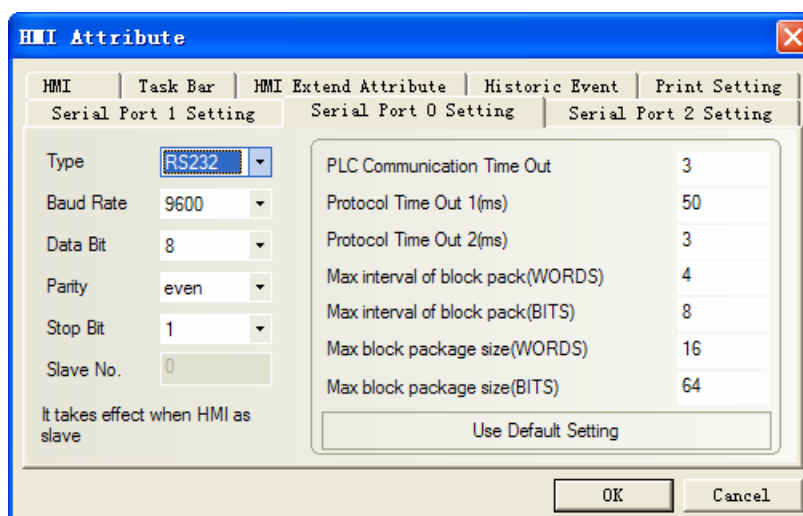 HMI Attribute
HMI Task Bar HMI Extend Attribute Historic Event Print Setting
Serial Port 1 Setting Serial Port 0 Setting Serial Port 2 Setting
Type RS232
Baud Rate 9600
Data Bit 8
Parity even
Stop Bit 1
Slave No. 0
It takes effect when HMI as
slave
PLC Communication Time Out 3
Protocol Time Out 1(ms) 50
Protocol Time Out 2(ms) 3
Max interval of block pack(WORDS) 4
Max interval of block pack(BITS) 8
Max block package size(WORDS) 16
Max block package size(BITS) 64
Use Default Setting
OK Cancel